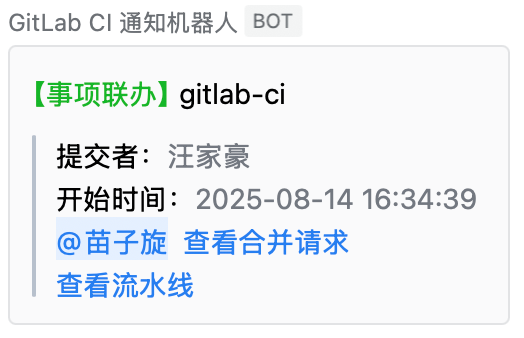 GitLab CI 通知机器人 BOT
【事项联办】gitlab-ci
提交者：汪家豪
开始时间：2025-08-14 16:34:39
@苗子旋 查看合并请求
查看流水线